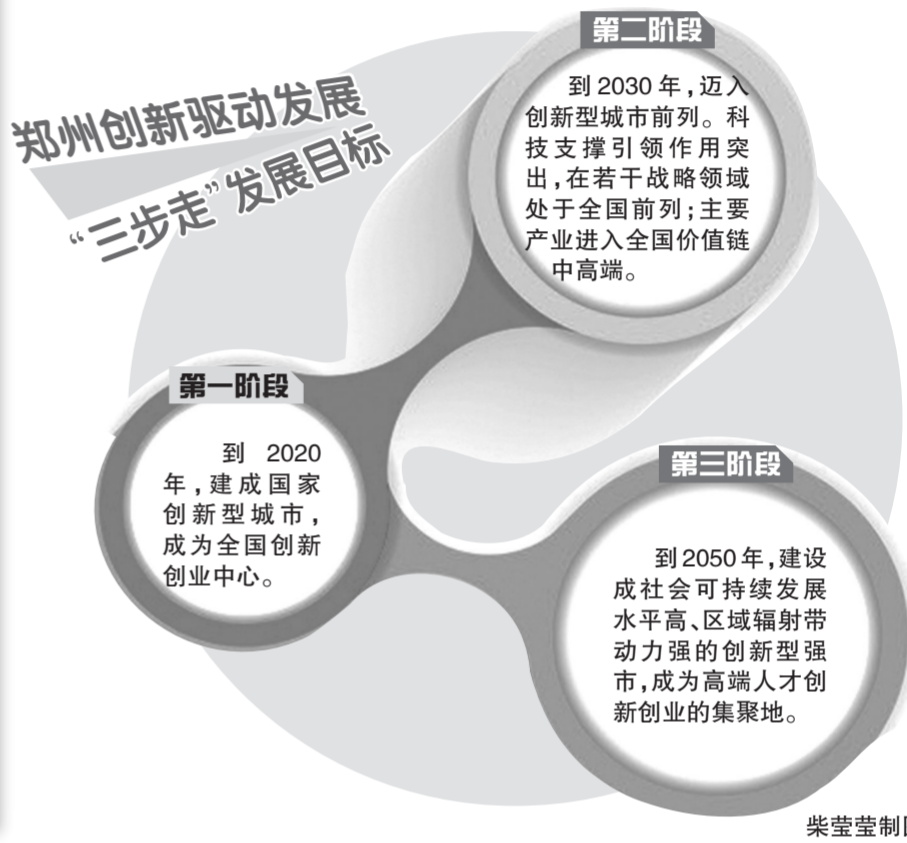 郑州创新驱动发展
“三步走”发展目标
第一阶段
到 2020
年，建成国家
创新型城市，
成为全国创新
创业中心。
第二阶段
到2030年，迈入
创新型城市前列。科
技支撑引领作用突
出，在若干战略领域
处于全国前列；主要
产业进入全国价值链
中高端。
第三阶段
到2050年，建设
成社会可持续发展
水平高、区域辐射带
动力强的创新型强
市，成为高端人才创
新创业的集聚地。
柴莹莹制